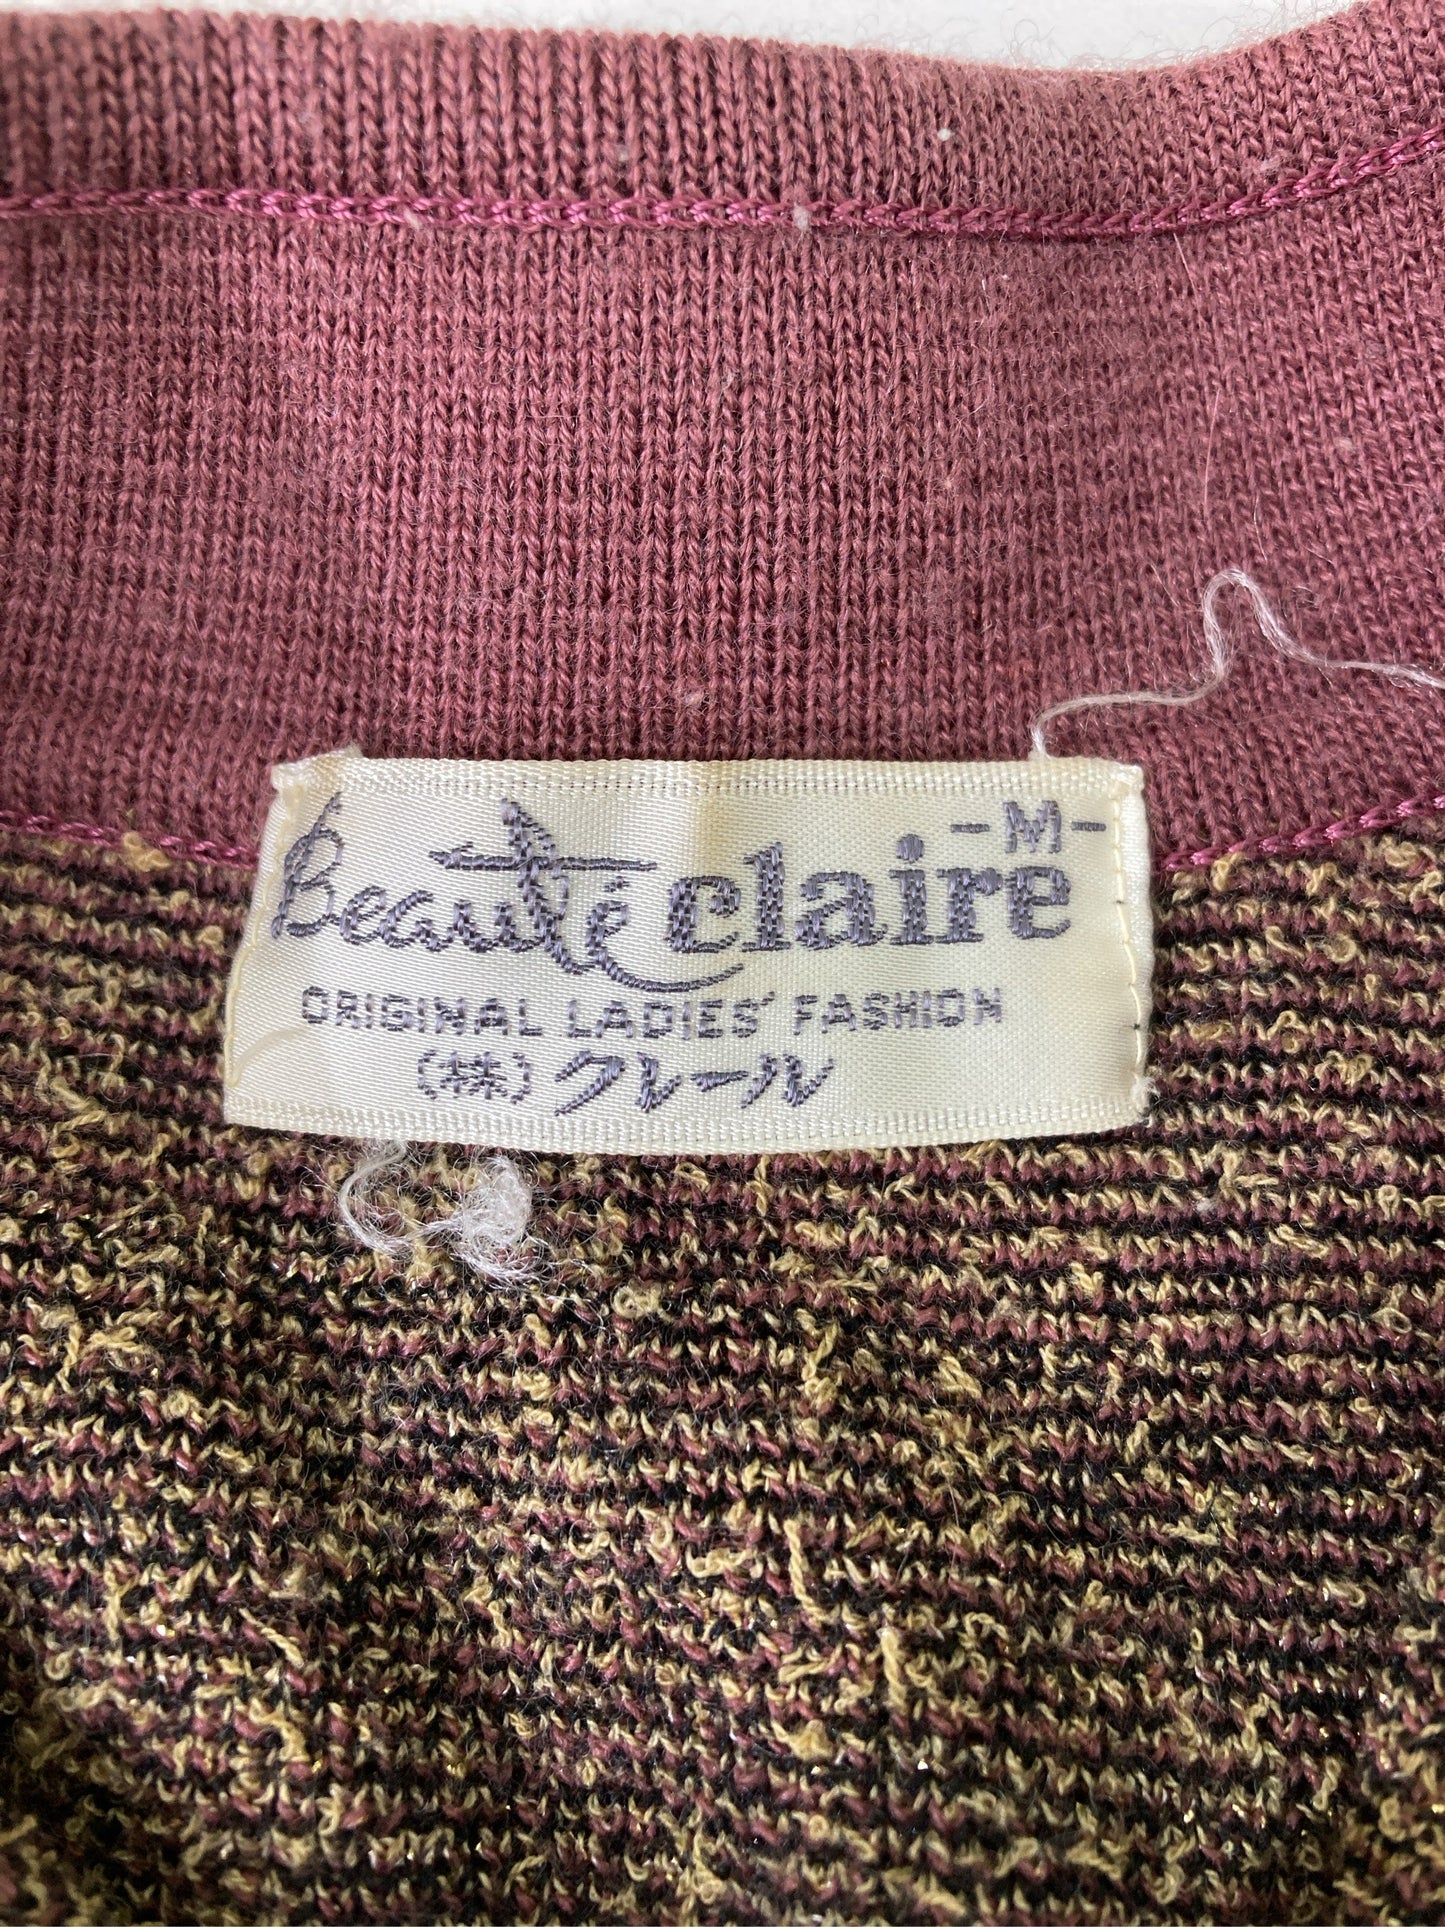 -M-
Beauté claire
ORIGINAL LADIES' FASHION
(株)クレール